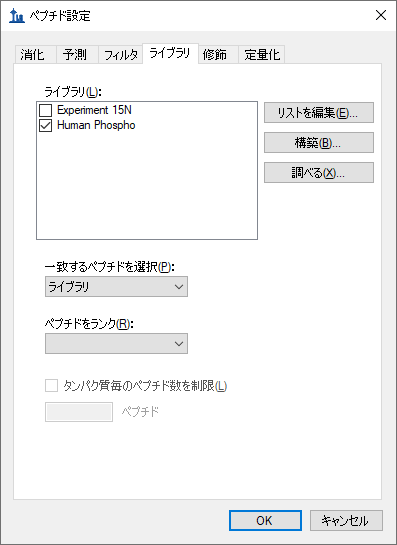 ペプチド設定
消化
予測
フィルタ
ライブラリ
修飾
定量化
ライブラリ(L):
Experiment 15N
Human Phospho
リストを編集(E)...
構築(B)...
調べる(X)...
一致するペプチドを選択(P):
ライブラリ
ペプチドをランク(R):
タンパク質毎のペプチド数を制限(L)
ペプチド
OK
キャンセル